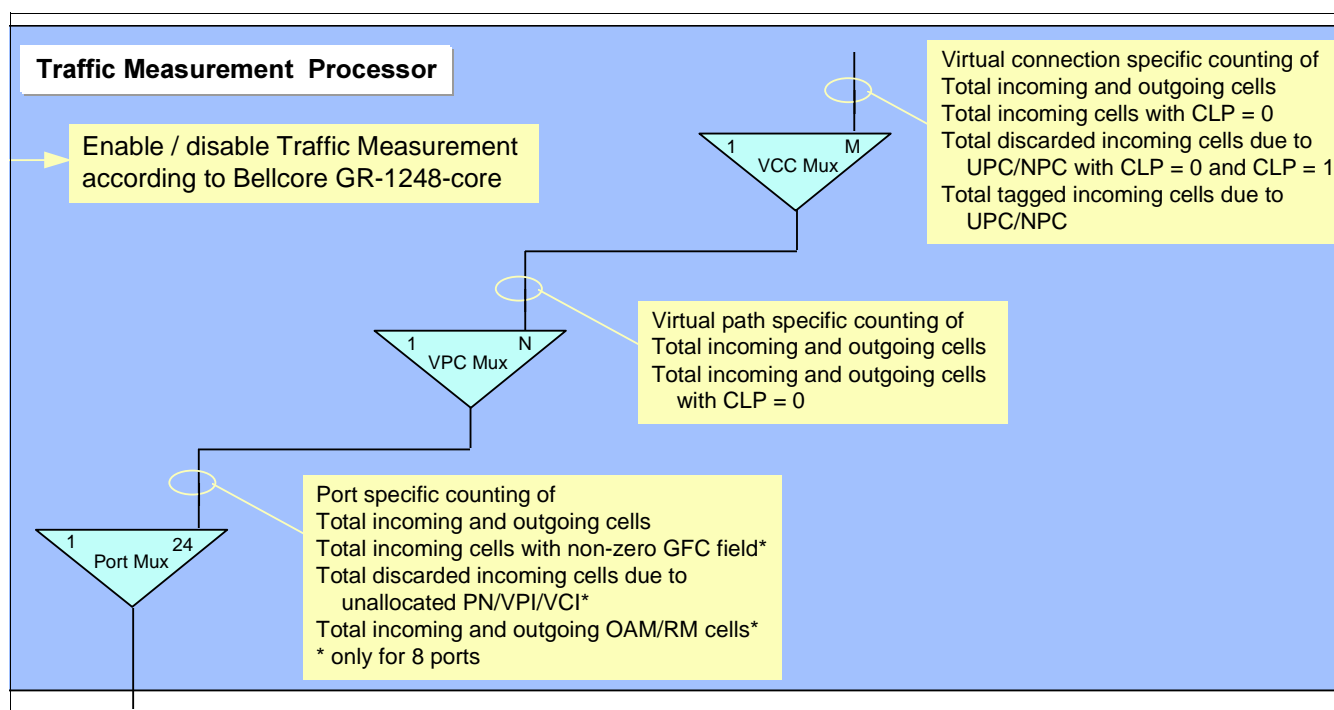 Traffic Measurement Processor
Enable / disable Traffic Measurement
according to Bellcore GR-1248-core
Virtual connection specific counting of
Total incoming and outgoing cells
Total incoming cells with CLP = 0
Total discarded incoming cells due to
UPC/NPC with CLP = 0 and CLP = 1
Total tagged incoming cells due to
UPC/NPC
1 M
VCC Mux
Virtual path specific counting of
Total incoming and outgoing cells
Total incoming and outgoing cells
with CLP = 0
1 N
VPC Mux
Port specific counting of
Total incoming and outgoing cells
Total incoming cells with non-zero GFC field*
Total discarded incoming cells due to
unallocated PN/VPI/VCI*
Total incoming and outgoing OAM/RM cells*
* only for 8 ports
1 24
Port Mux